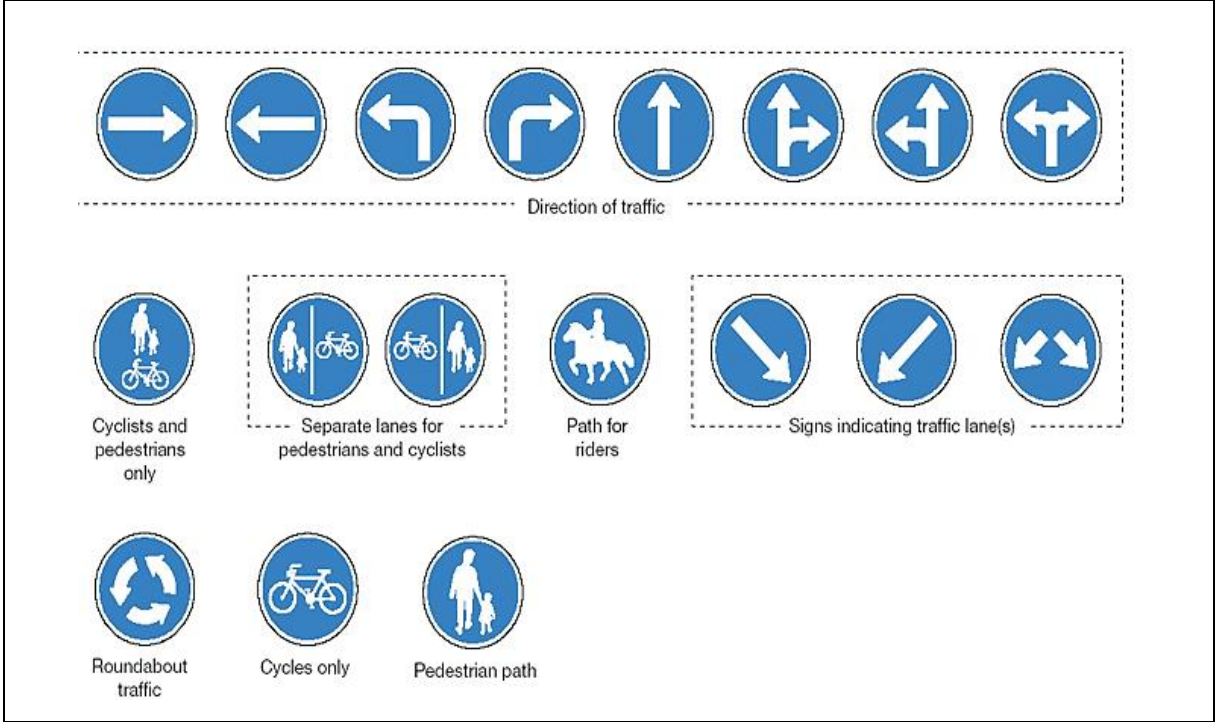 Direction of traffic
Cyclists and
pedestrians
only
Separate lanes for
pedestrians and cyclists
Path for
riders
Signs indicating traffic lane(s)
Roundabout
traffic
Cycles only
Pedestrian path